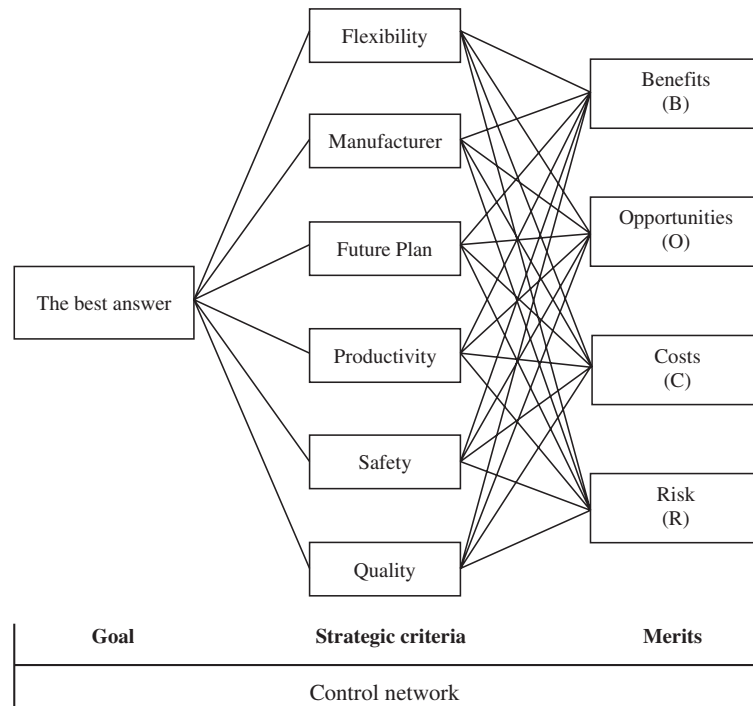 Flexibility
Manufacturer
Future Plan
Productivity
Safety
Quality
The best answer
Benefits
(B)
Opportunities
(O)
Costs
(C)
Risk
(R)
Goal
Strategic criteria
Merits
Control network